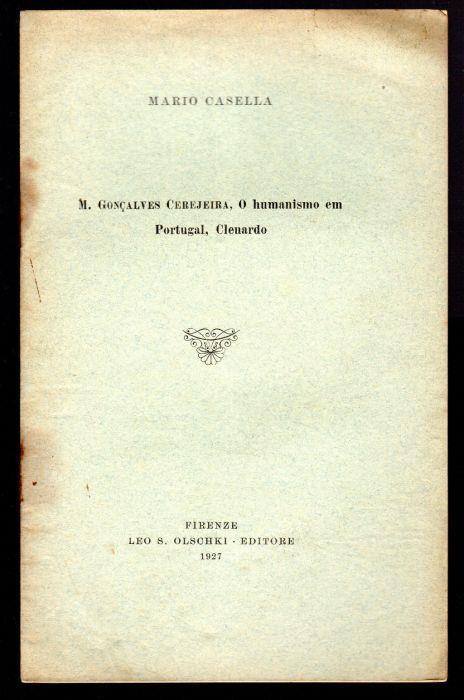 MARIO CASELLA
M. GONÇALVES CEREJEIRA, O humanismo em
Portugal, Clenardo
FIRENZE
LEO S. OLSCHKI - EDITORE
1927